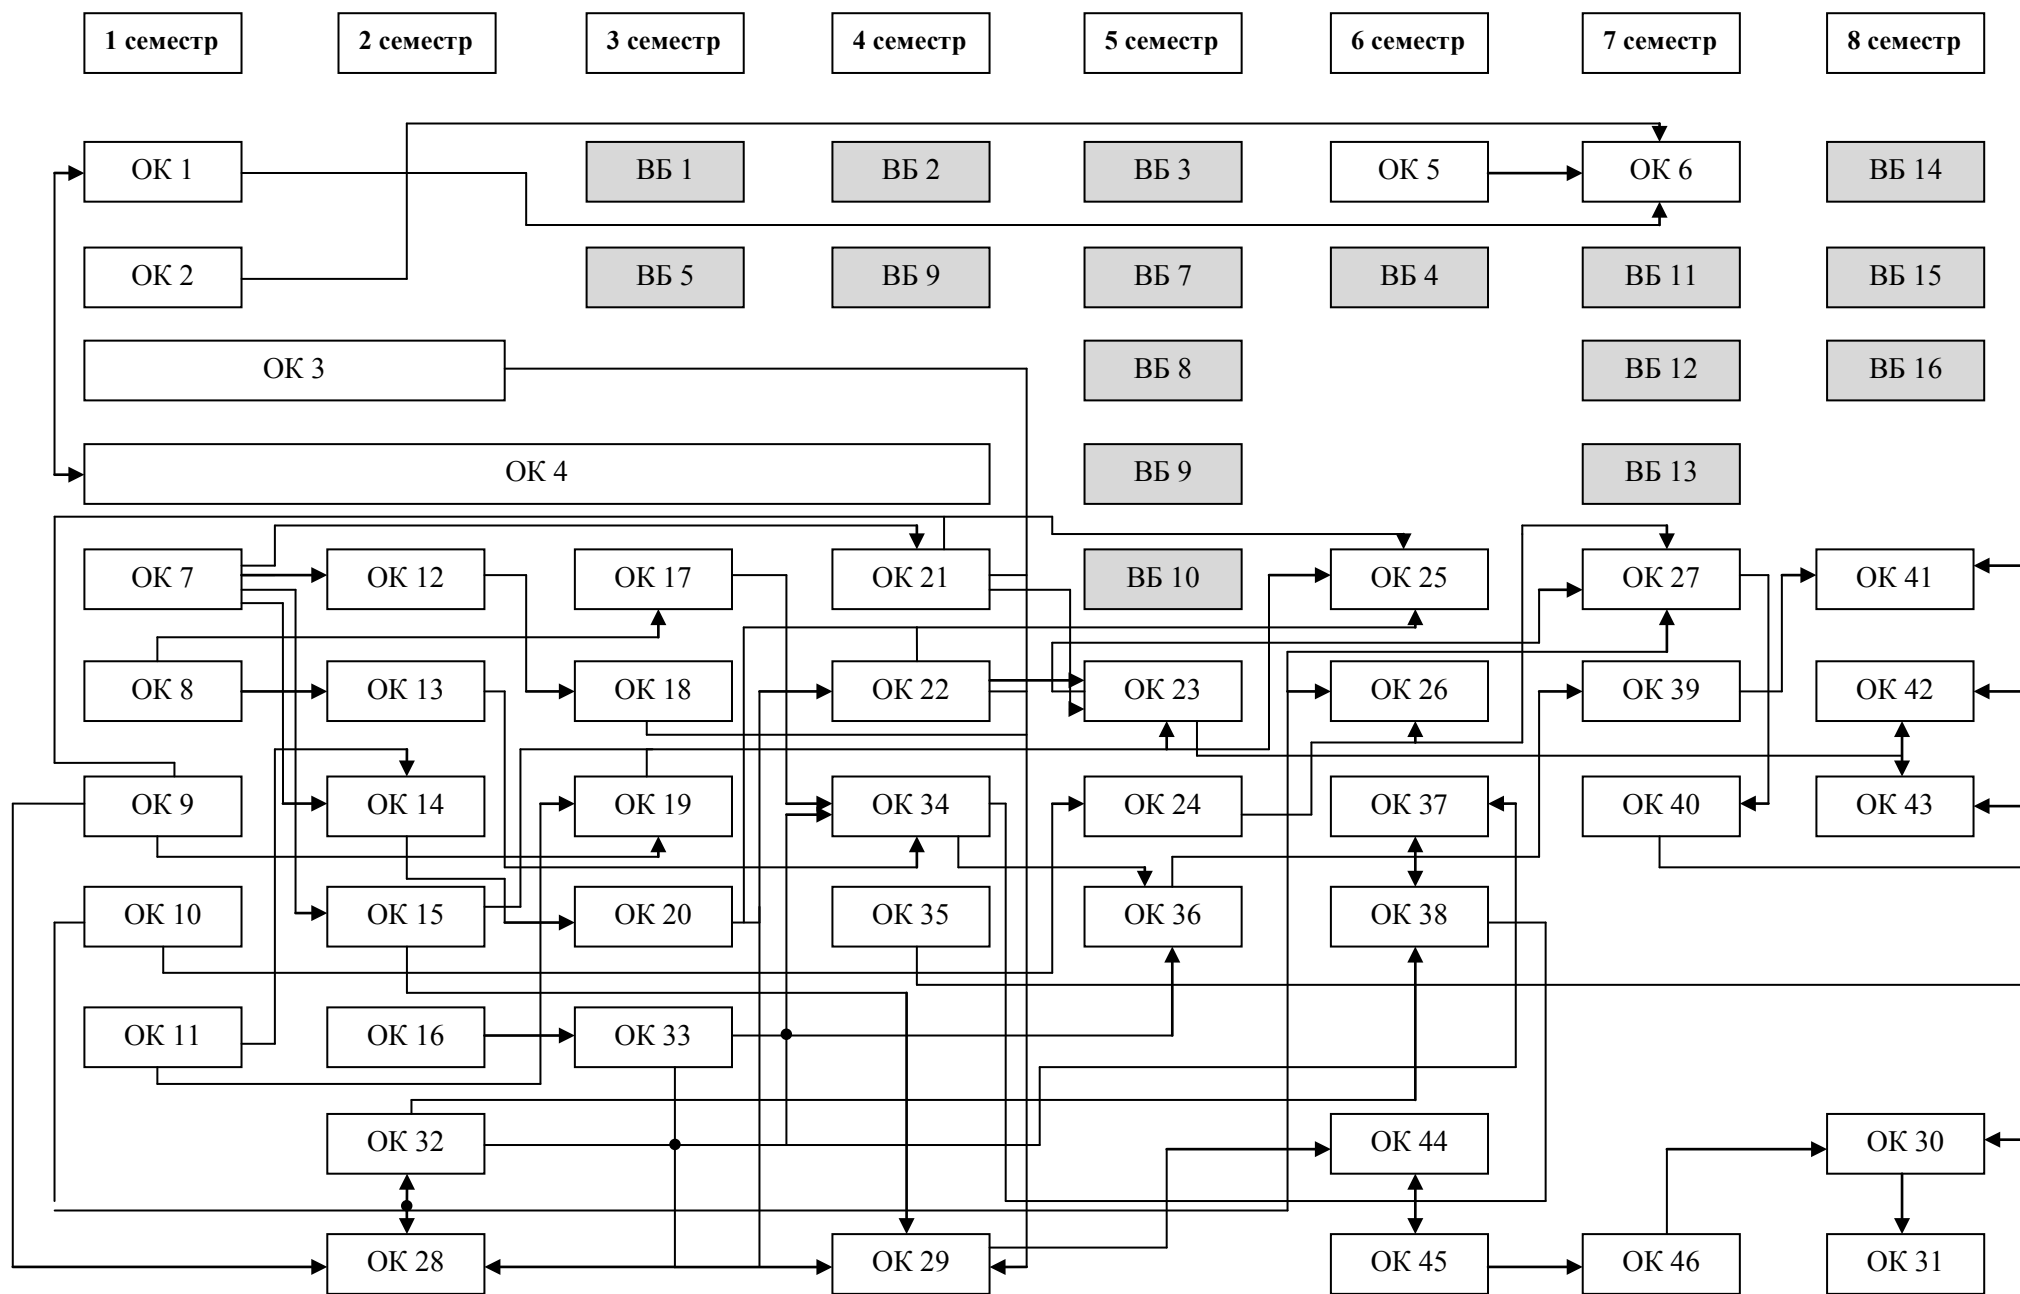 1 семестр 2 семестр 3 семестр 4 семестр 5 семестр 6 семестр 7 семестр 8 семестр
ОК 1 ВБ 1 ВБ 2 ВБ 3 ОК 5 ОК 6 ВБ 14
ОК 2 ВБ 5 ВБ 9 ВБ 7 ВБ 4 ВБ 11 ВБ 15
ОК 3 ВБ 8 ВБ 12 ВБ 16
ОК 4 ВБ 9 ВБ 13
ОК 7 ОК 12 ОК 17 ОК 21 ВБ 10 ОК 25 ОК 27 ОК 41
ОК 8 ОК 13 ОК 18 ОК 22 ОК 23 ОК 26 ОК 39 ОК 42
ОК 9 ОК 14 ОК 19 ОК 34 ОК 24 ОК 37 ОК 40 ОК 43
ОК 10 ОК 15 ОК 20 ОК 35 ОК 36 ОК 38
ОК 11 ОК 16 ОК 33
ОК 32 ОК 44 ОК 30
ОК 28 ОК 29 ОК 45 ОК 46 ОК 31